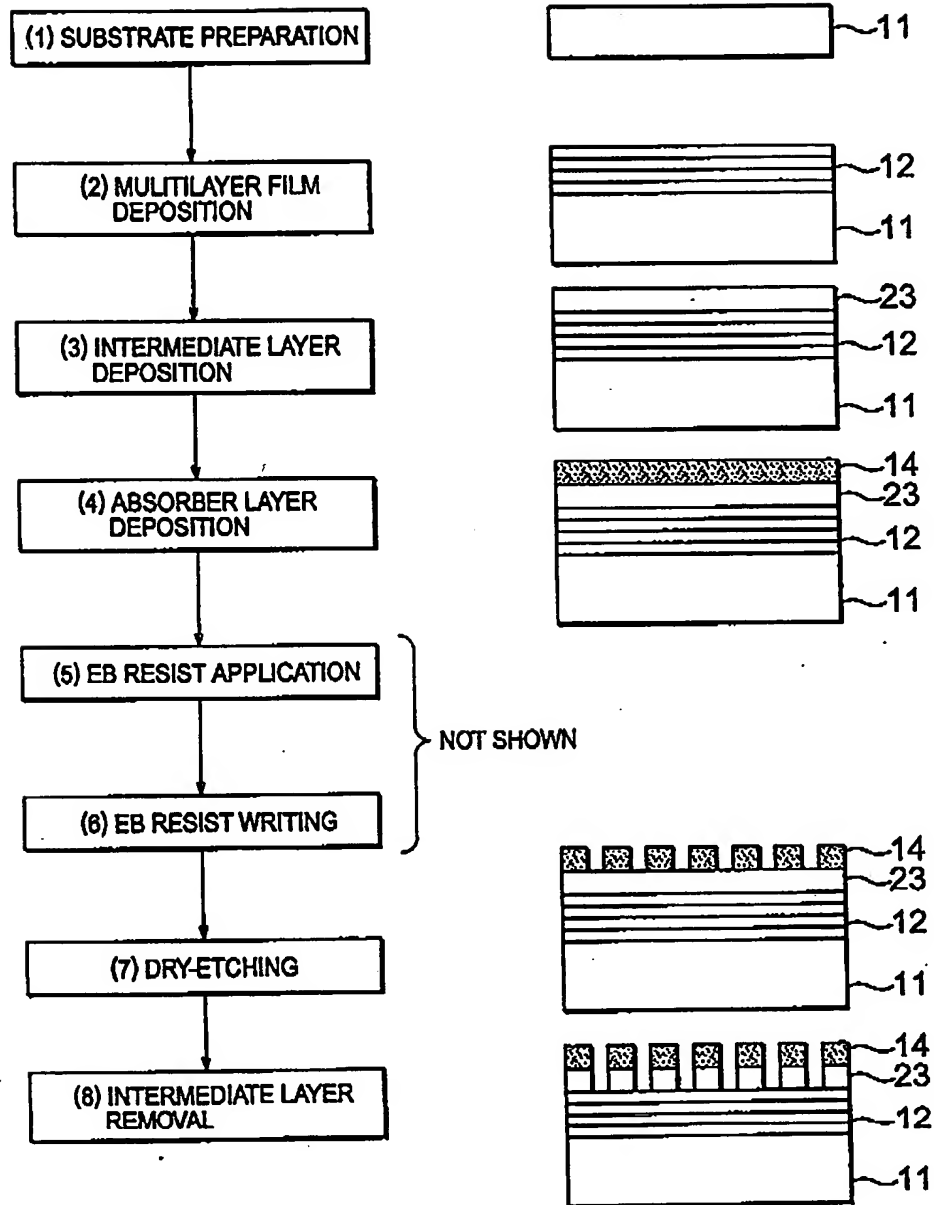 (1) SUBSTRATE PREPARATION
11
(2) MULITILAYER FILM
DEPOSITION
12
11
(3) INTERMEDIATE LAYER
DEPOSITION
23
12
11
(4) ABSORBER LAYER
DEPOSITION
14
23
12
11
(5) EB RESIST APPLICATION
NOT SHOWN
(6) EB RESIST WRITING
(7) DRY-ETCHING
14
23
12
11
(8) INTERMEDIATE LAYER
REMOVAL
14
23
12
11